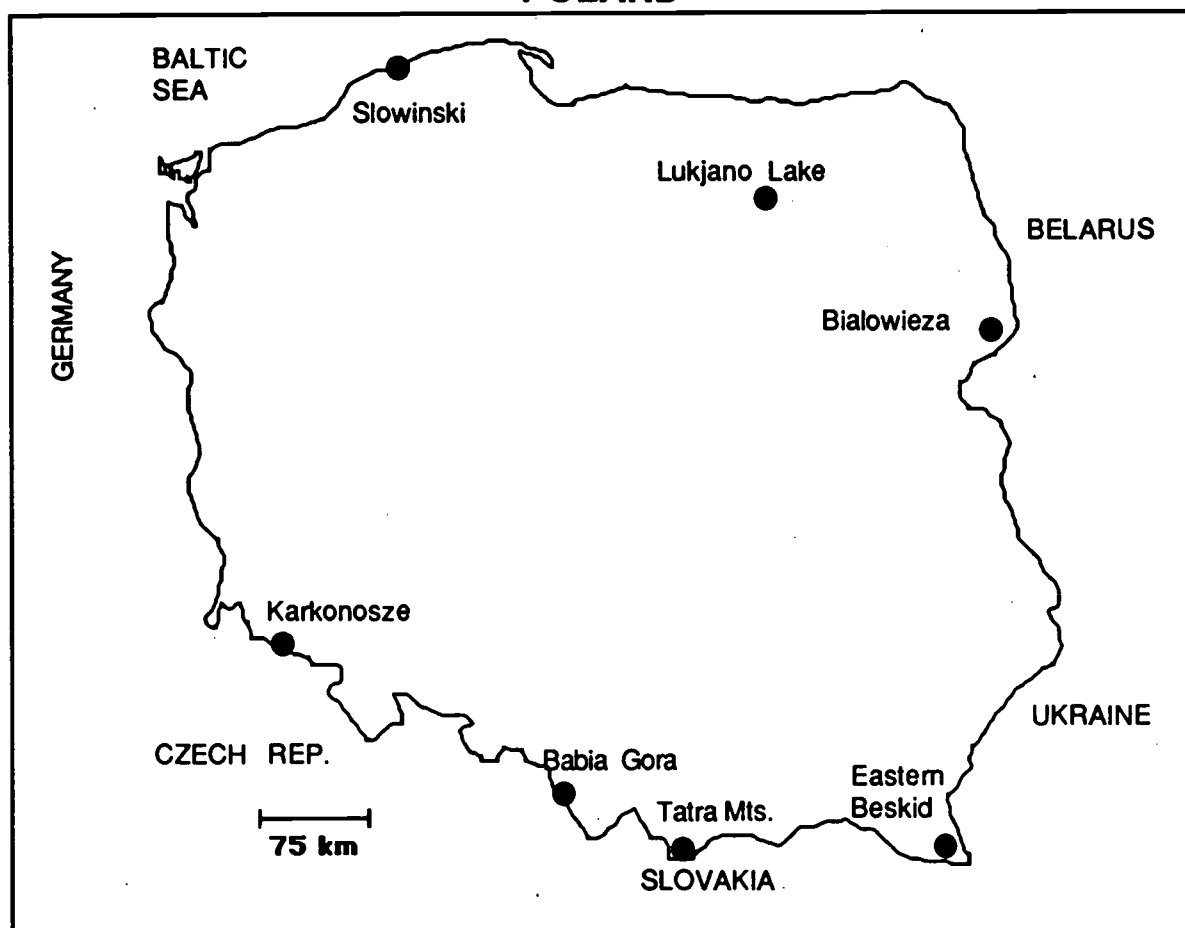 BALTIC
SEA
Slowinski
Lukjano Lake
BELARUS
GERMANY
Bialowieza
Karkonosze
UKRAINE
CZECH REP.
Babia Gora
Eastern
Beskid
Tatra Mts.
75 km
SLOVAKIA